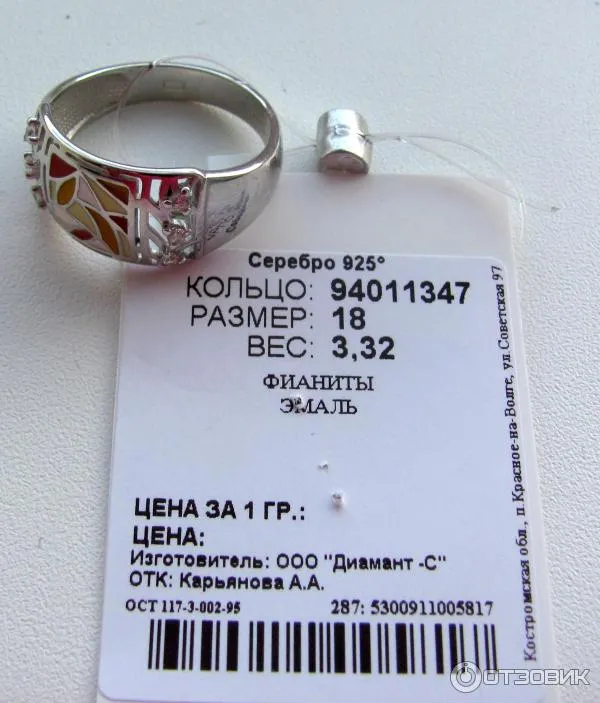 Серебро 925°
КОЛЬЦО: 94011347
РАЗМЕР: 18
ВЕС: 3,32
ФИАНИТЫ
ЭМАЛЬ
ЦЕНА ЗА 1 ГР.:
ЦЕНА:
Изготовитель: ООО "Диамант -С"
ОТК: Карьянова А.А.
ОСТ 117-3-002-95 287: 5300911005817
Костромская обл., п.Красное-на-Волге, ул.Советская 97
ОТЗОВИК